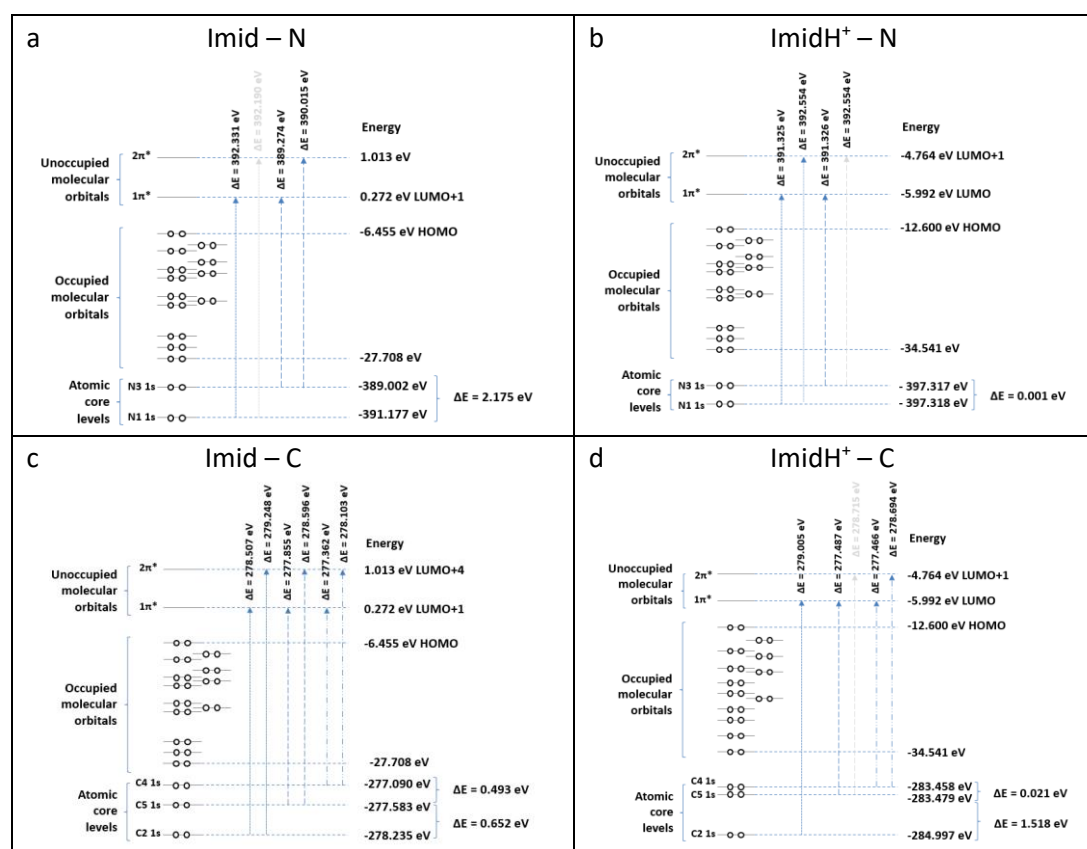 a
Imid – N
ΔE = 392.331 eV
ΔE = 392.190 eV
ΔE = 389.274 eV
ΔE = 390.015 eV
Energy
Unoccupied
molecular
orbitals
2π*
1.013 eV
1π*
0.272 eV LUMO+1
-6.455 eV HOMO
Occupied
molecular
orbitals
-27.708 eV
Atomic
core
levels
N3 1s
-389.002 eV
N1 1s
-391.177 eV
ΔE = 2.175 eV
b
ImidH⁺ – N
ΔE = 391.325 eV
ΔE = 392.554 eV
ΔE = 391.326 eV
ΔE = 392.554 eV
Energy
Unoccupied
molecular
orbitals
2π*
-4.764 eV LUMO+1
1π*
-5.992 eV LUMO
-12.600 eV HOMO
Occupied
molecular
orbitals
-34.541 eV
Atomic
core
levels
N3 1s
- 397.317 eV
N1 1s
- 397.318 eV
ΔE = 0.001 eV
c
Imid – C
ΔE = 278.507 eV
ΔE = 279.248 eV
ΔE = 277.855 eV
ΔE = 278.596 eV
ΔE = 277.362 eV
ΔE = 278.103 eV
Energy
Unoccupied
molecular
orbitals
2π*
1.013 eV LUMO+4
1π*
0.272 eV LUMO+1
-6.455 eV HOMO
Occupied
molecular
orbitals
-27.708 eV
Atomic
core
levels
C4 1s
-277.090 eV
C5 1s
-277.583 eV
C2 1s
-278.235 eV
ΔE = 0.493 eV
ΔE = 0.652 eV
d
ImidH⁺ – C
ΔE = 279.005 eV
ΔE = 277.487 eV
ΔE = 278.715 eV
ΔE = 277.466 eV
ΔE = 278.694 eV
Energy
Unoccupied
molecular
orbitals
2π*
-4.764 eV LUMO+1
1π*
-5.992 eV LUMO
-12.600 eV HOMO
Occupied
molecular
orbitals
-34.541 eV
Atomic
core
levels
C4 1s
-283.458 eV
C5 1s
-283.479 eV
C2 1s
-284.997 eV
ΔE = 0.021 eV
ΔE = 1.518 eV